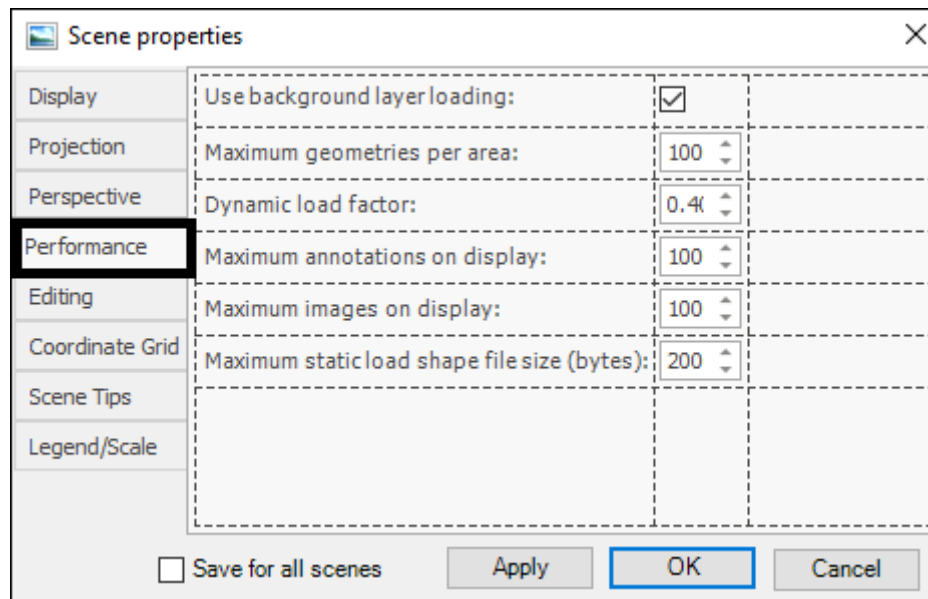 Scene properties
Display
Projection
Perspective
Performance
Editing
Coordinate Grid
Scene Tips
Legend/Scale
Use background layer loading:
Maximum geometries per area: 100
Dynamic load factor: 0.4
Maximum annotations on display: 100
Maximum images on display: 100
Maximum static load shape file size (bytes): 200
Save for all scenes Apply OK Cancel